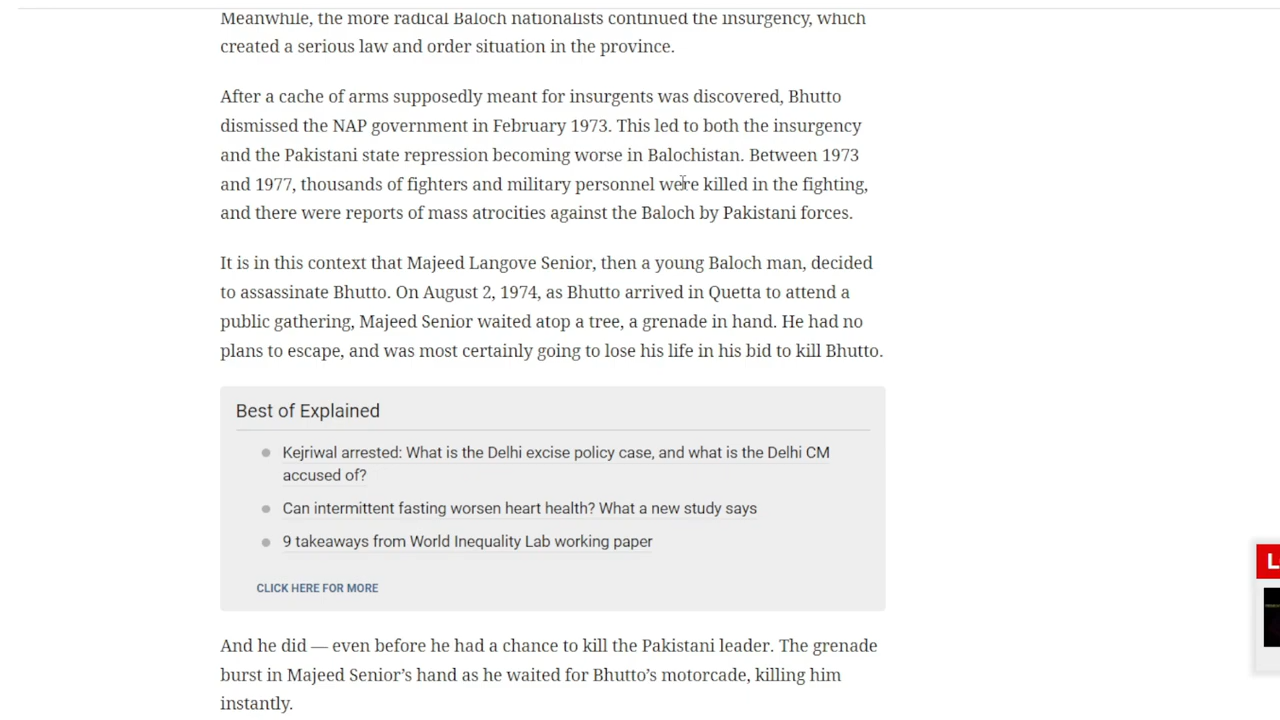 Meanwhile, the more radical Baloch nationalists continued the insurgency, which
created a serious law and order situation in the province.
After a cache of arms supposedly meant for insurgents was discovered, Bhutto
dismissed the NAP government in February 1973. This led to both the insurgency
and the Pakistani state repression becoming worse in Balochistan. Between 1973
and 1977, thousands of fighters and military personnel were killed in the fighting,
and there were reports of mass atrocities against the Baloch by Pakistani forces.
It is in this context that Majeed Langove Senior, then a young Baloch man, decided
to assassinate Bhutto. On August 2, 1974, as Bhutto arrived in Quetta to attend a
public gathering, Majeed Senior waited atop a tree, a grenade in hand. He had no
plans to escape, and was most certainly going to lose his life in his bid to kill Bhutto.
Best of Explained
Kejriwal arrested: What is the Delhi excise policy case, and what is the Delhi CM
accused of?
Can intermittent fasting worsen heart health? What a new study says
9 takeaways from World Inequality Lab working paper
CLICK HERE FOR MORE
And he did — even before he had a chance to kill the Pakistani leader. The grenade
burst in Majeed Senior’s hand as he waited for Bhutto’s motorcade, killing him
instantly.